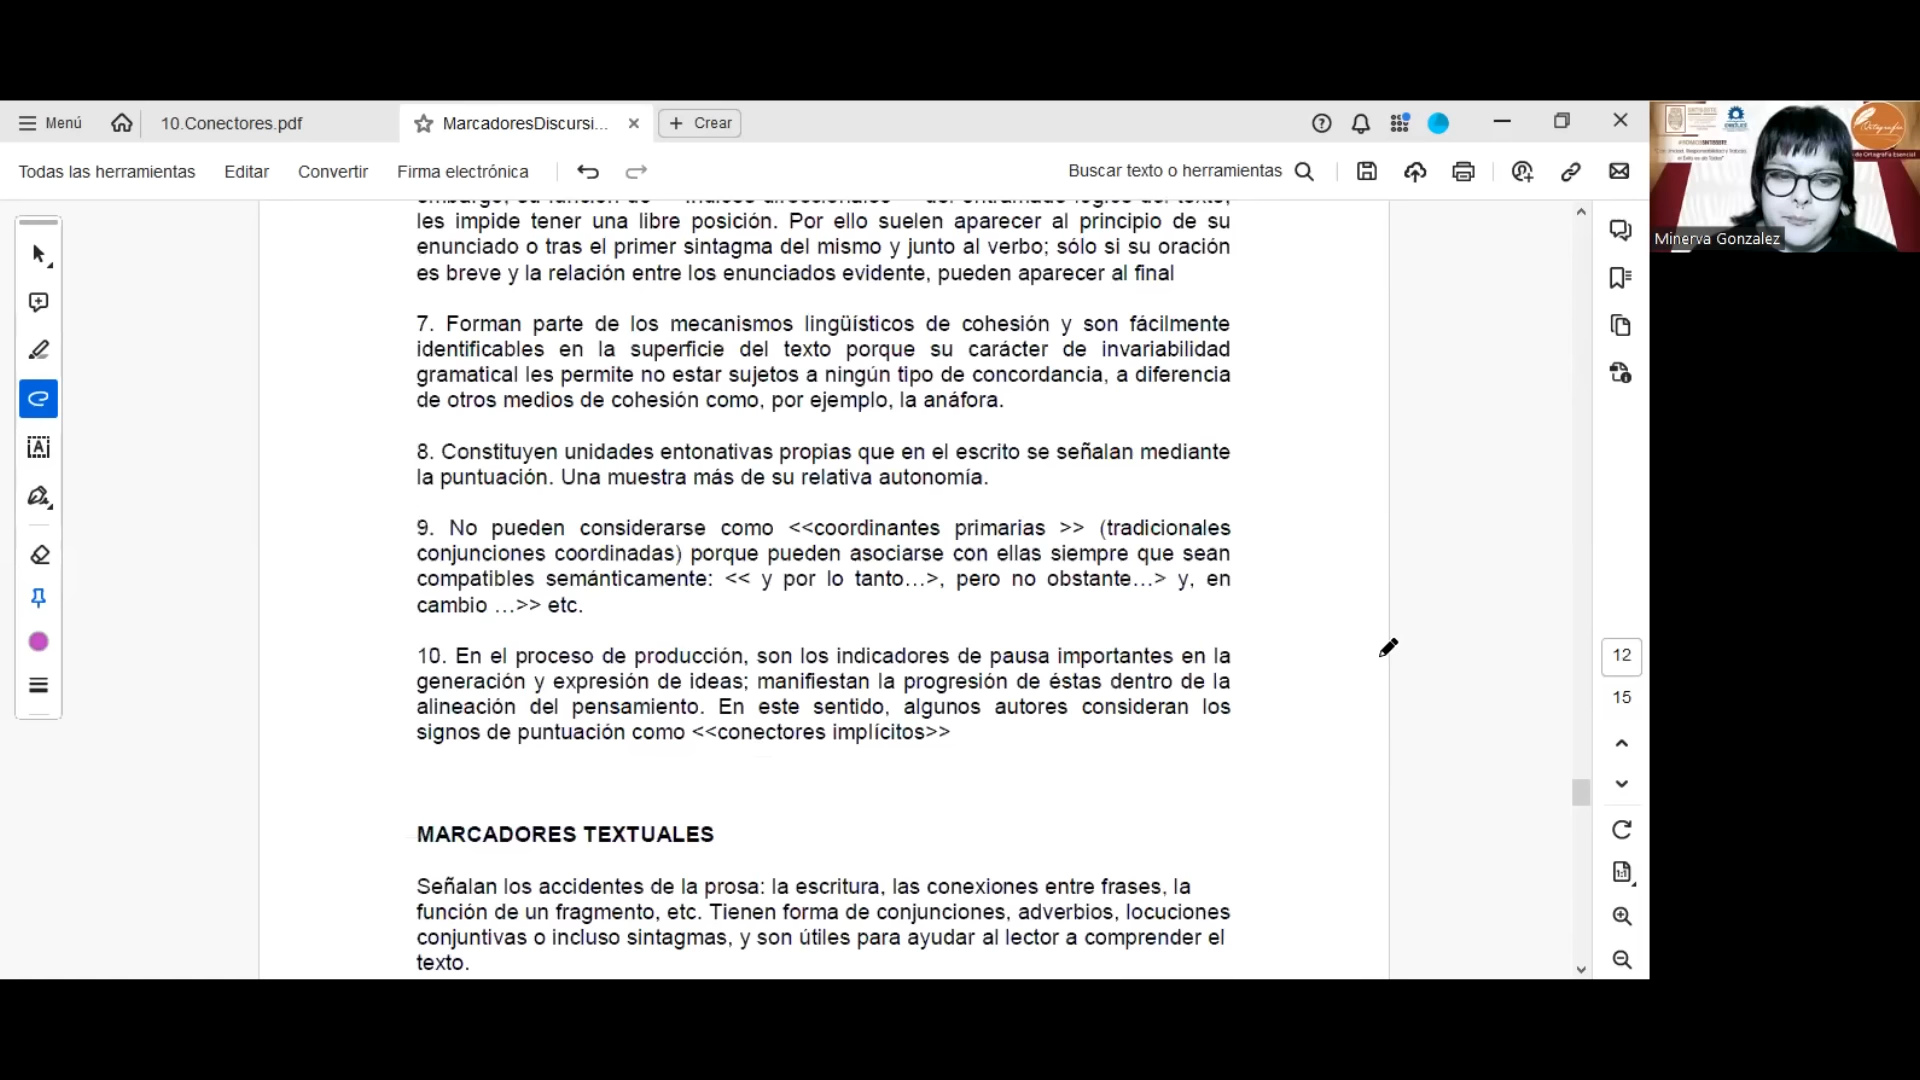 Menú
10.Conectores.pdf
MarcadoresDiscursi...
Crear
Todas las herramientas
Editar
Convertir
Firma electrónica
Buscar texto o herramientas
les impide tener una libre posición. Por ello suelen aparecer al principio de su
enunciado o tras el primer sintagma del mismo y junto al verbo; sólo si su oración
es breve y la relación entre los enunciados evidente, pueden aparecer al final
7. Forman parte de los mecanismos lingüísticos de cohesión y son fácilmente
identificables en la superficie del texto porque su carácter de invariabilidad
gramatical les permite no estar sujetos a ningún tipo de concordancia, a diferencia
de otros medios de cohesión como, por ejemplo, la anáfora.
8. Constituyen unidades entonativas propias que en el escrito se señalan mediante
la puntuación. Una muestra más de su relativa autonomía.
9. No pueden considerarse como <<coordinantes primarias >> (tradicionales
conjunciones coordinadas) porque pueden asociarse con ellas siempre que sean
compatibles semánticamente: << y por lo tanto…>, pero no obstante…> y, en
cambio …>> etc.
10. En el proceso de producción, son los indicadores de pausa importantes en la
generación y expresión de ideas; manifiestan la progresión de éstas dentro de la
alineación del pensamiento. En este sentido, algunos autores consideran los
signos de puntuación como <<conectores implícitos>>
MARCADORES TEXTUALES
Señalan los accidentes de la prosa: la escritura, las conexiones entre frases, la
función de un fragmento, etc. Tienen forma de conjunciones, adverbios, locuciones
conjuntivas o incluso sintagmas, y son útiles para ayudar al lector a comprender el
texto.
12
15
1:1
Ortografía
de Ortografía Esencial
Minerva Gonzalez